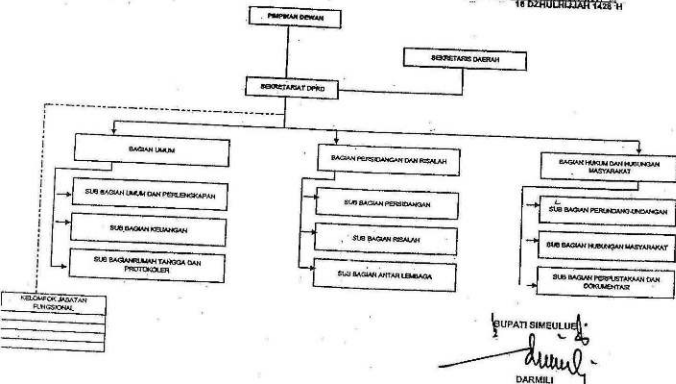 16 DZHULHIJJAH 1428 H
PIMPINAN DEWAN
SEKRETARIS DAERAH
SEKRETARIAT DPRD
BAGIAN UMUM
BAGIAN PERSIDANGAN DAN RISALAH
BAGIAN HUKUM DAN HUBUNGAN
MASYARAKAT
SUB BAGIAN UMUM DAN PERLENGKAPAN
SUB BAGIAN PERSIDANGAN
SUB BAGIAN PERUNDANG-UNDANGAN
SUB BAGIAN KEUANGAN
SUB BAGIAN RISALAH
SUB BAGIAN HUBUNGAN MASYARAKAT
SUB BAGIANRUMAH TANGGA DAN
PROTOKOLER
SUB BAGIAN ANTAR LEMBAGA
SUB BAGIAN PERPUSTAKAAN DAN
DOKUMENTASI
KELOMPOK JABATAN
FUNGSIONAL
BUPATI SIMEULUE
DARMILI